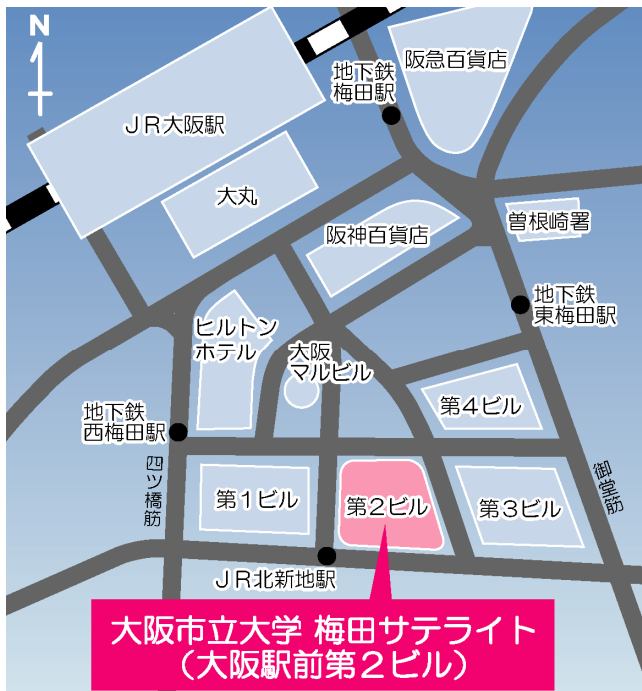 N
阪急百貨店
地下鉄
梅田駅
ＪＲ大阪駅
大丸
阪神百貨店
曽根崎署
地下鉄
東梅田駅
ヒルトン
ホテル
大阪
マルビル
第４ビル
地下鉄
西梅田駅
四ツ橋筋
第１ビル
第２ビル
第３ビル
御堂筋
ＪＲ北新地駅
大阪市立大学 梅田サテライト
（大阪駅前第２ビル）